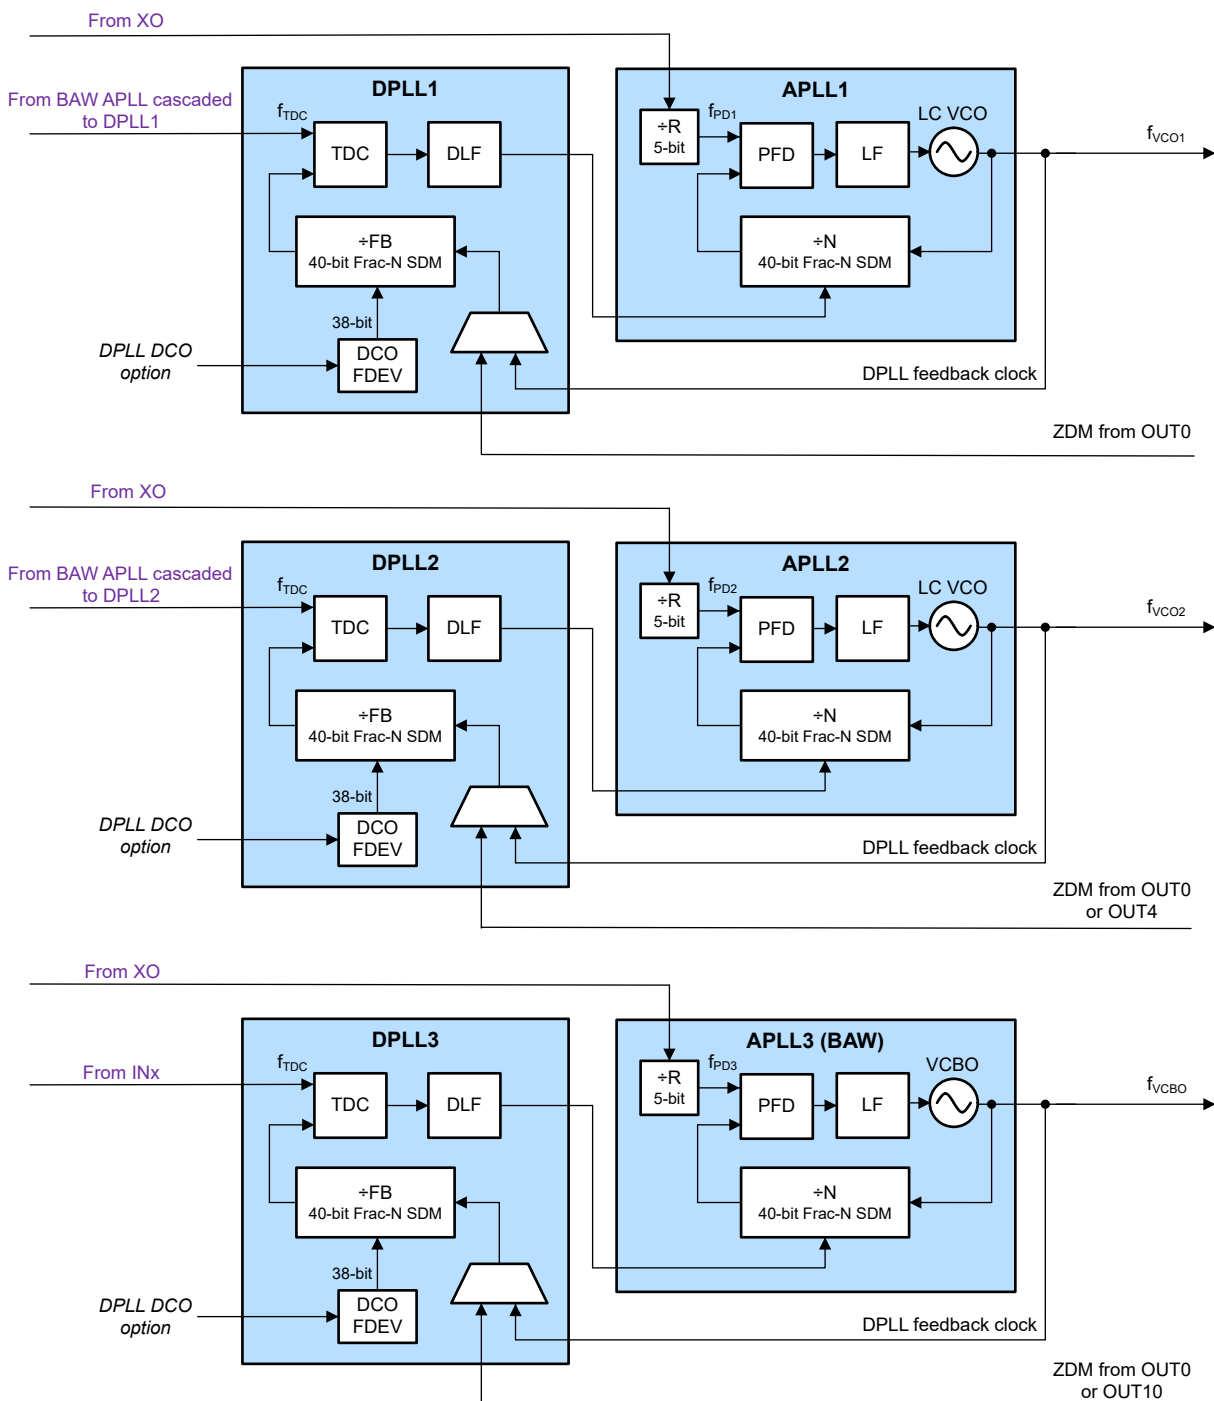 From XO
DPLL1
APLL1
From BAW APLL cascaded
to DPLL1
fTDC
TDC
DLF
÷R
5-bit
fPD1
PFD
LF
LC VCO
fVCO1
÷FB
40-bit Frac-N SDM
÷N
40-bit Frac-N SDM
38-bit
DPLL DCO
option
DCO
FDEV
DPLL feedback clock
ZDM from OUT0
From XO
DPLL2
APLL2
From BAW APLL cascaded
to DPLL2
fTDC
TDC
DLF
÷R
5-bit
fPD2
PFD
LF
LC VCO
fVCO2
÷FB
40-bit Frac-N SDM
÷N
40-bit Frac-N SDM
38-bit
DPLL DCO
option
DCO
FDEV
DPLL feedback clock
ZDM from OUT0
or OUT4
From XO
DPLL3
APLL3 (BAW)
From INx
fTDC
TDC
DLF
÷R
5-bit
fPD3
PFD
LF
VCBO
fVCBO
÷FB
40-bit Frac-N SDM
÷N
40-bit Frac-N SDM
38-bit
DPLL DCO
option
DCO
FDEV
DPLL feedback clock
ZDM from OUT0
or OUT10